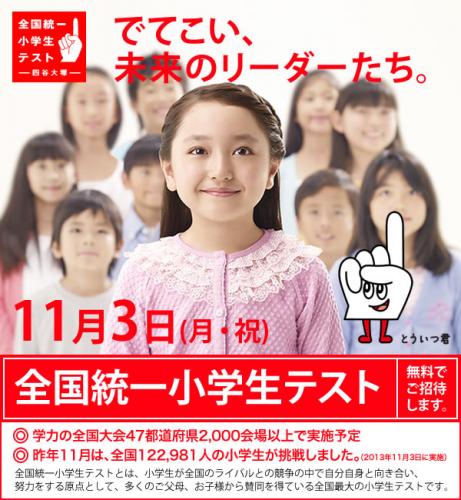 全国統一
小学生
テスト
四谷大塚
でてこい、
未来のリーダーたち。
とういつ君
11月3日(月・祝)
全国統一小学生テスト
無料で
ご招待
します。
◎ 学力の全国大会47都道府県2,000会場以上で実施予定
◎ 昨年11月は、全国122,981人の小学生が挑戦しました。(2013年11月3日に実施)
全国統一小学生テストとは、小学生が全国のライバルとの競争の中で自分自身と向き合い、
努力をする原点として、多くのご父母、お子様から賛同を得ている全国最大の小学生テストです。